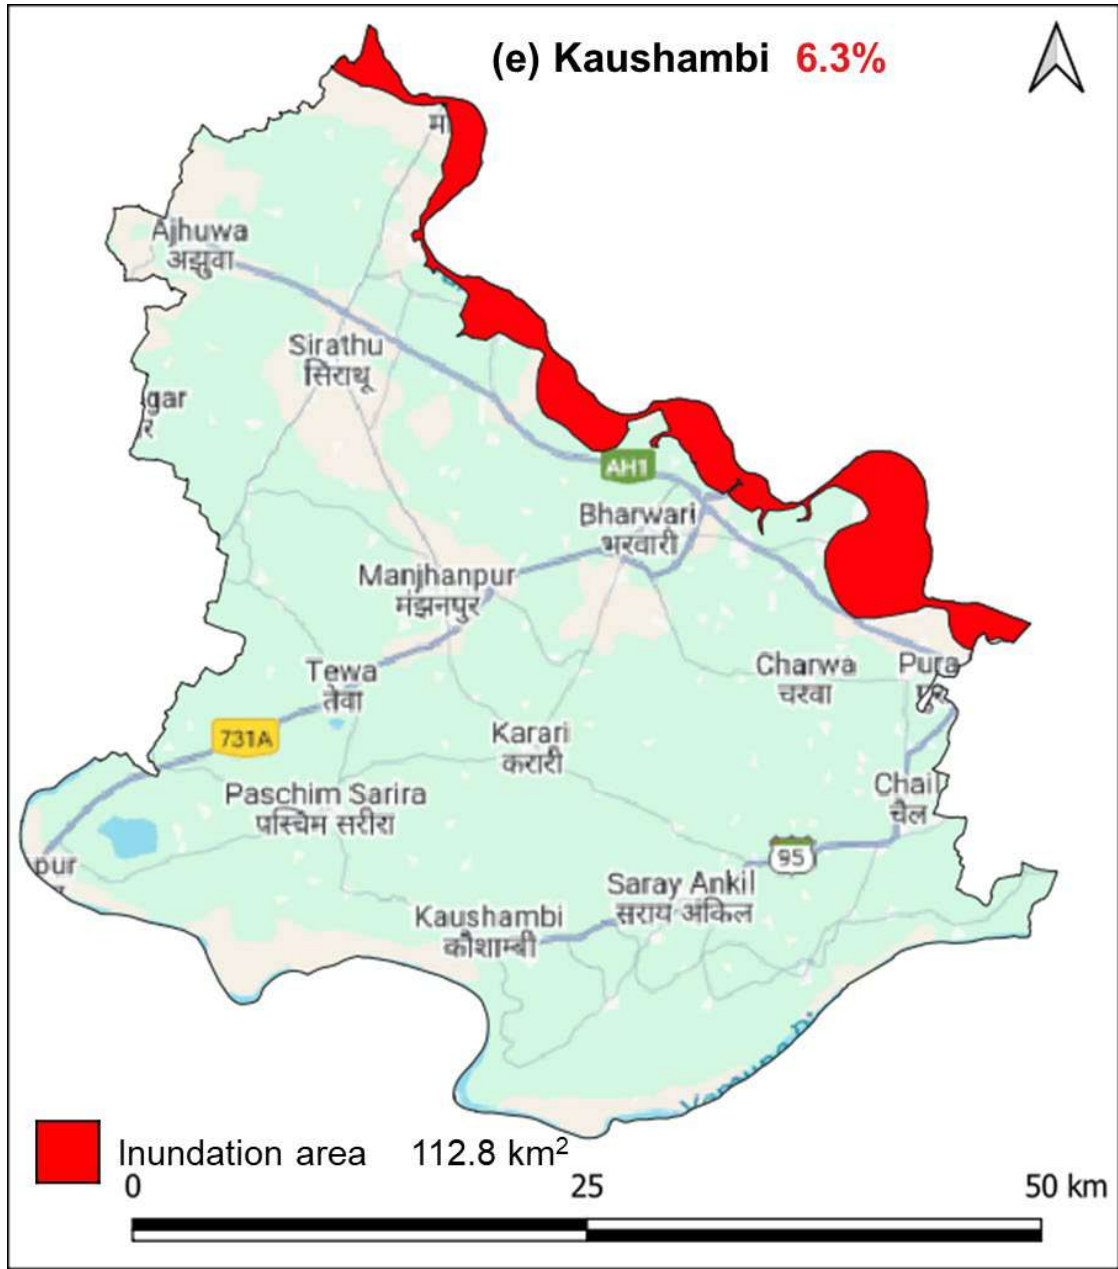 (e) Kaushambi 6.3%
Ajhuwa
अझुवा
Sirathu
सिराथू
gar
र
AH1
Bharwari
भरवारी
Manjhanpur
मंझनपुर
Tewa
तेवा
Charwa
चरवा
Pura
731A
Karari
करारी
Paschim Sarira
पश्चिम सरीरा
Chail
चैल
95
pur
Saray Ankil
सराय अंकिल
Kaushambi
कौशाम्बी
Inundation area 112.8 km²
0 25 50 km